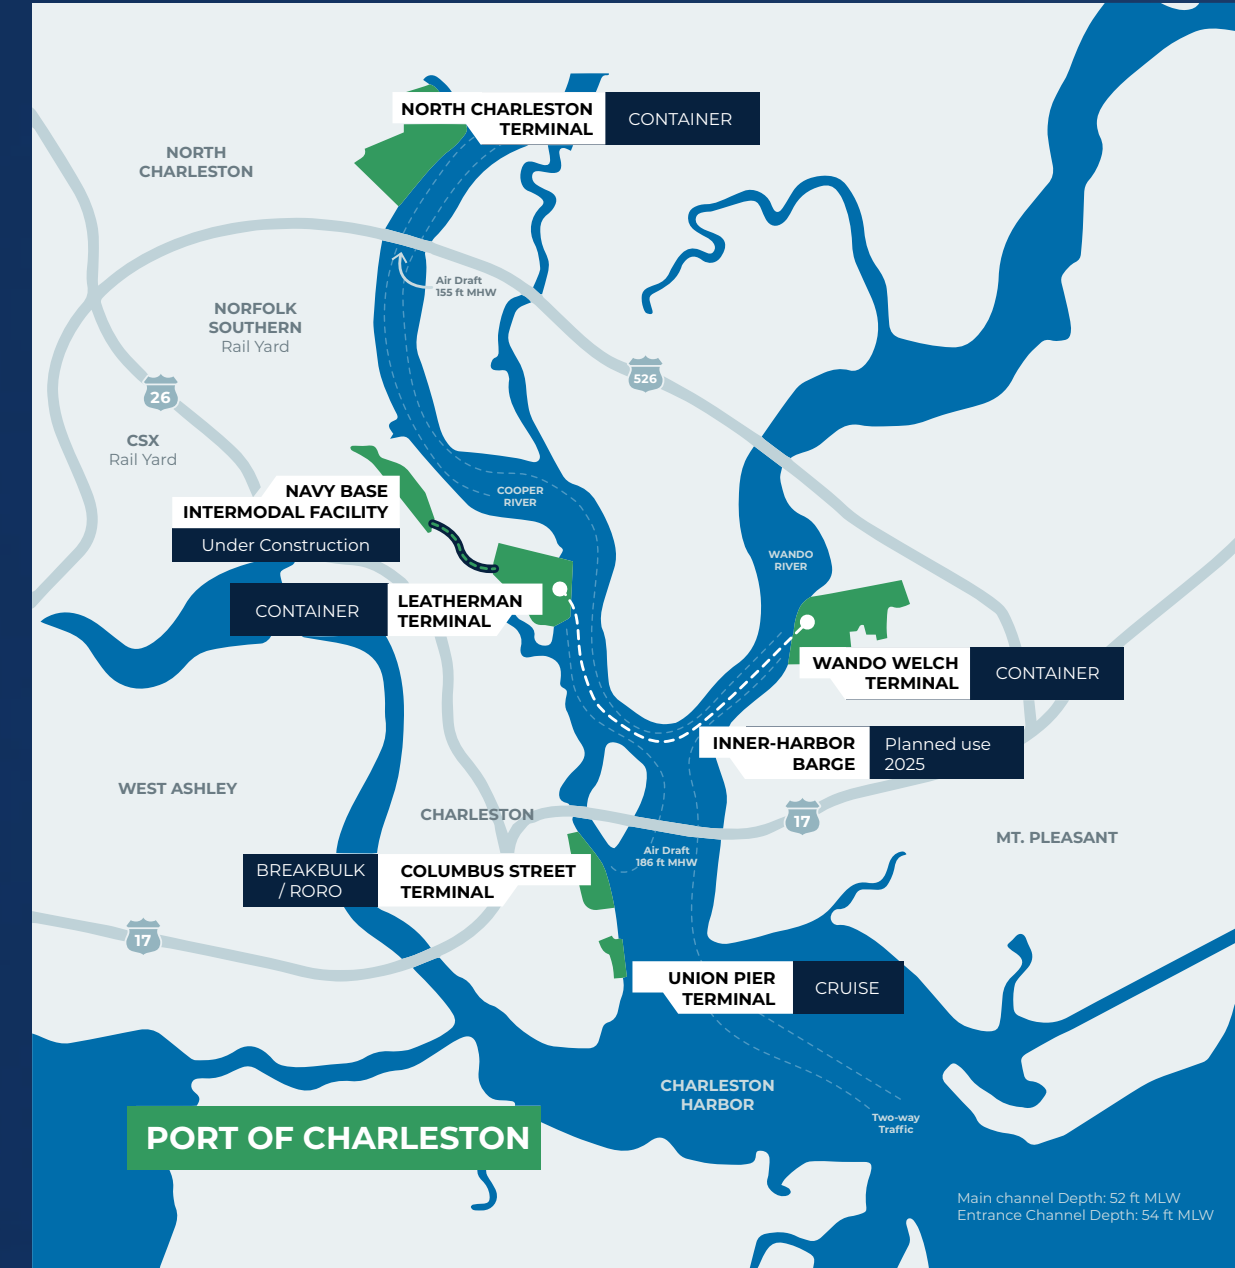 NORTH CHARLESTON
TERMINAL
CONTAINER
NORTH
CHARLESTON
Air Draft
155 ft MHW
NORFOLK
SOUTHERN
Rail Yard
526
26
CSX
Rail Yard
NAVY BASE
INTERMODAL FACILITY
Under Construction
COOPER
RIVER
WANDO
RIVER
CONTAINER
LEATHERMAN
TERMINAL
WANDO WELCH
TERMINAL
CONTAINER
INNER-HARBOR
BARGE
Planned use
2025
WEST ASHLEY
CHARLESTON
17
MT. PLEASANT
Air Draft
186 ft MHW
BREAKBULK
/ RORO
COLUMBUS STREET
TERMINAL
17
UNION PIER
TERMINAL
CRUISE
CHARLESTON
HARBOR
Two-way
Traffic
PORT OF CHARLESTON
Main channel Depth: 52 ft MLW
Entrance Channel Depth: 54 ft MLW